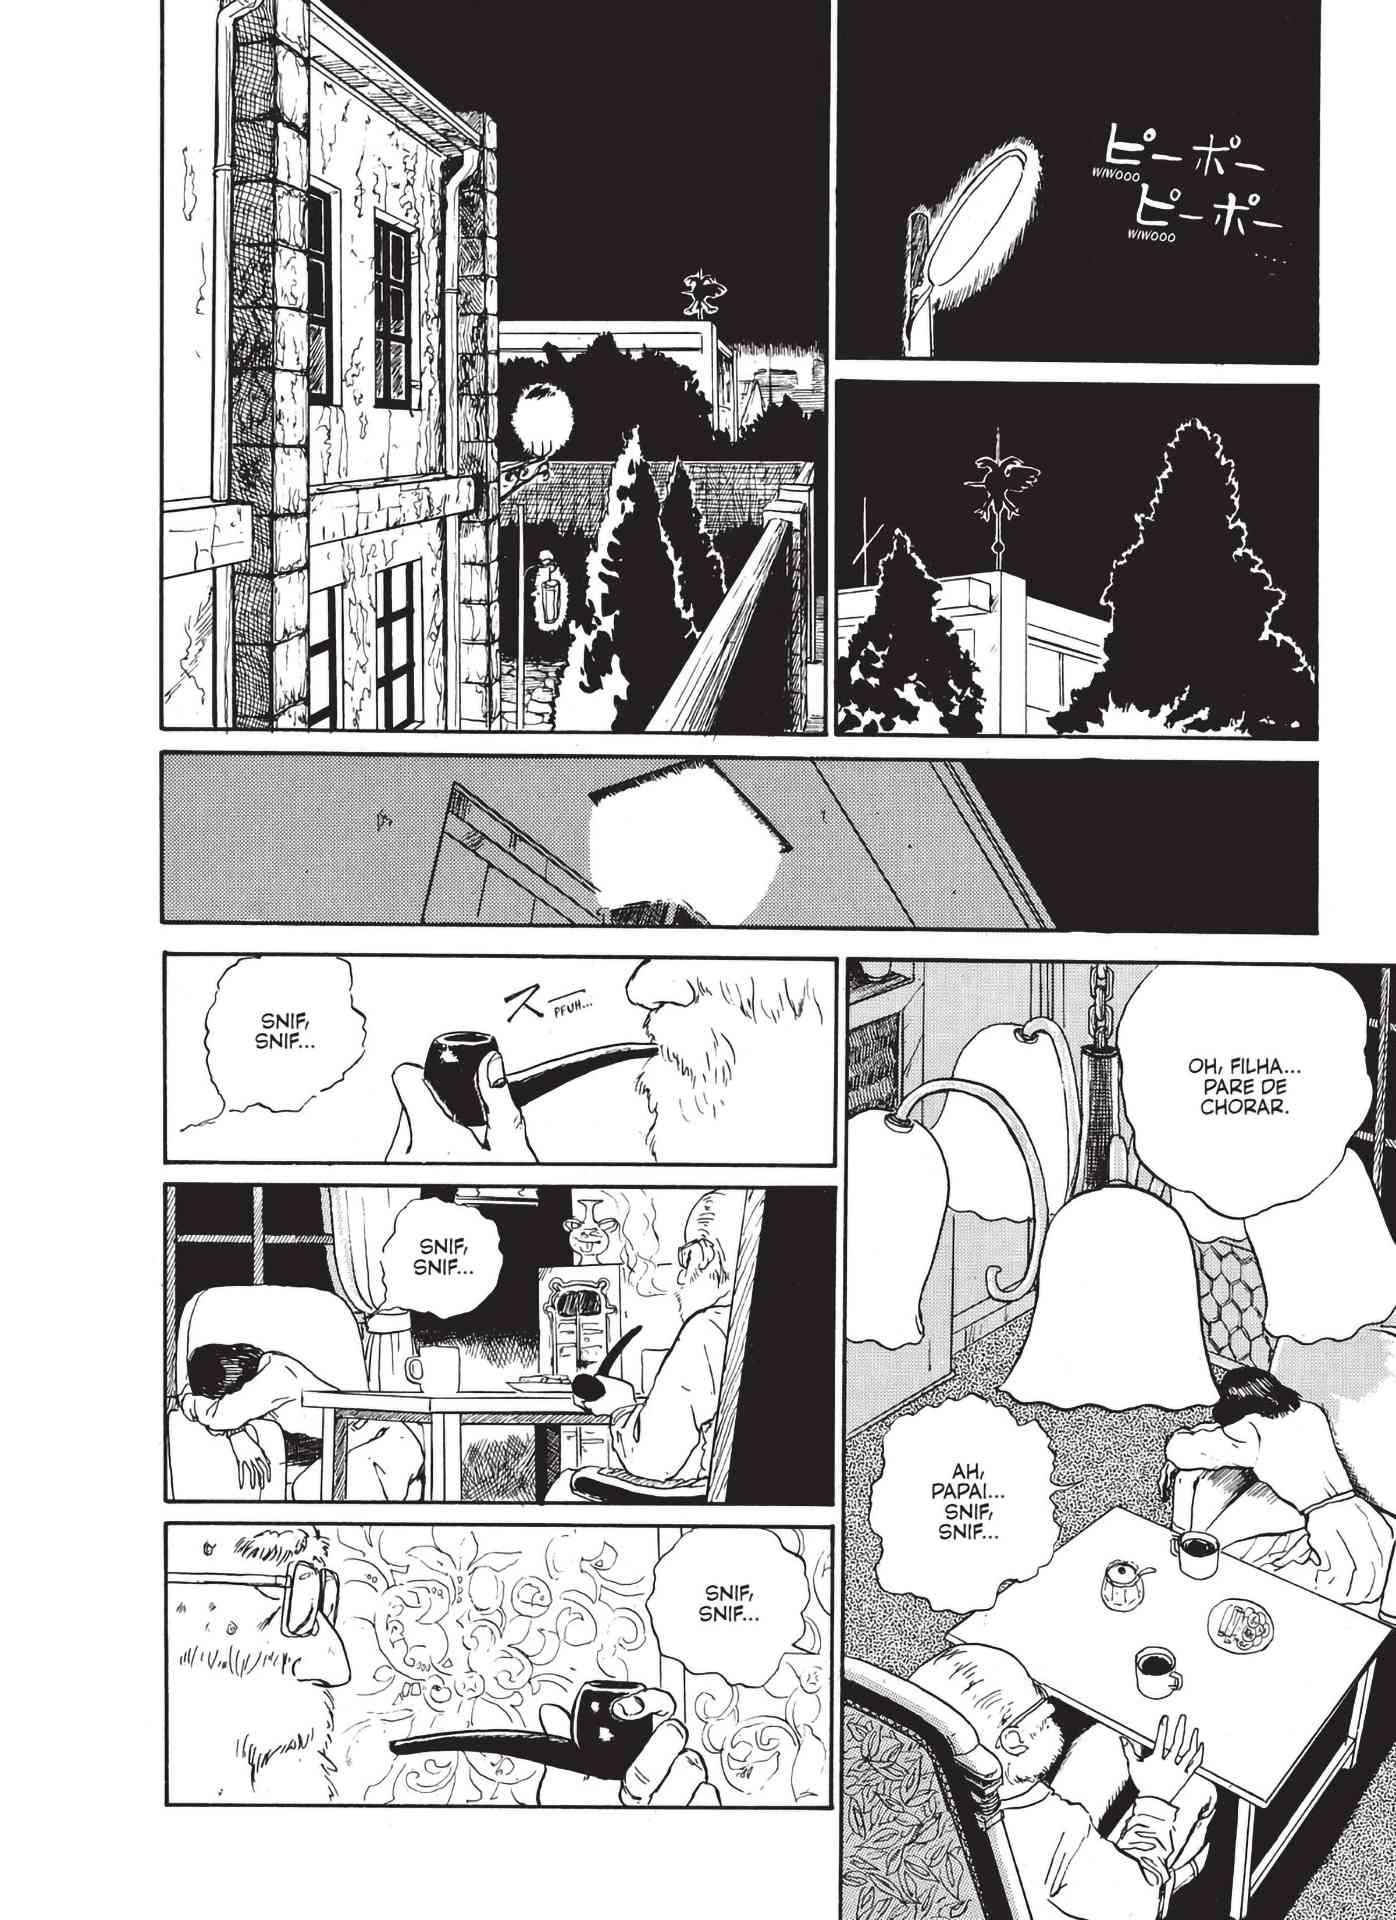 ピーポー
WIWOOO
ピーポー
WIWOOO
....
OH, FILHA...
PARE DE
CHORAR.
AH,
PAPAI...
SNIF,
SNIF...
スー
PFUH...
SNIF,
SNIF...
SNIF,
SNIF...
SNIF,
SNIF...